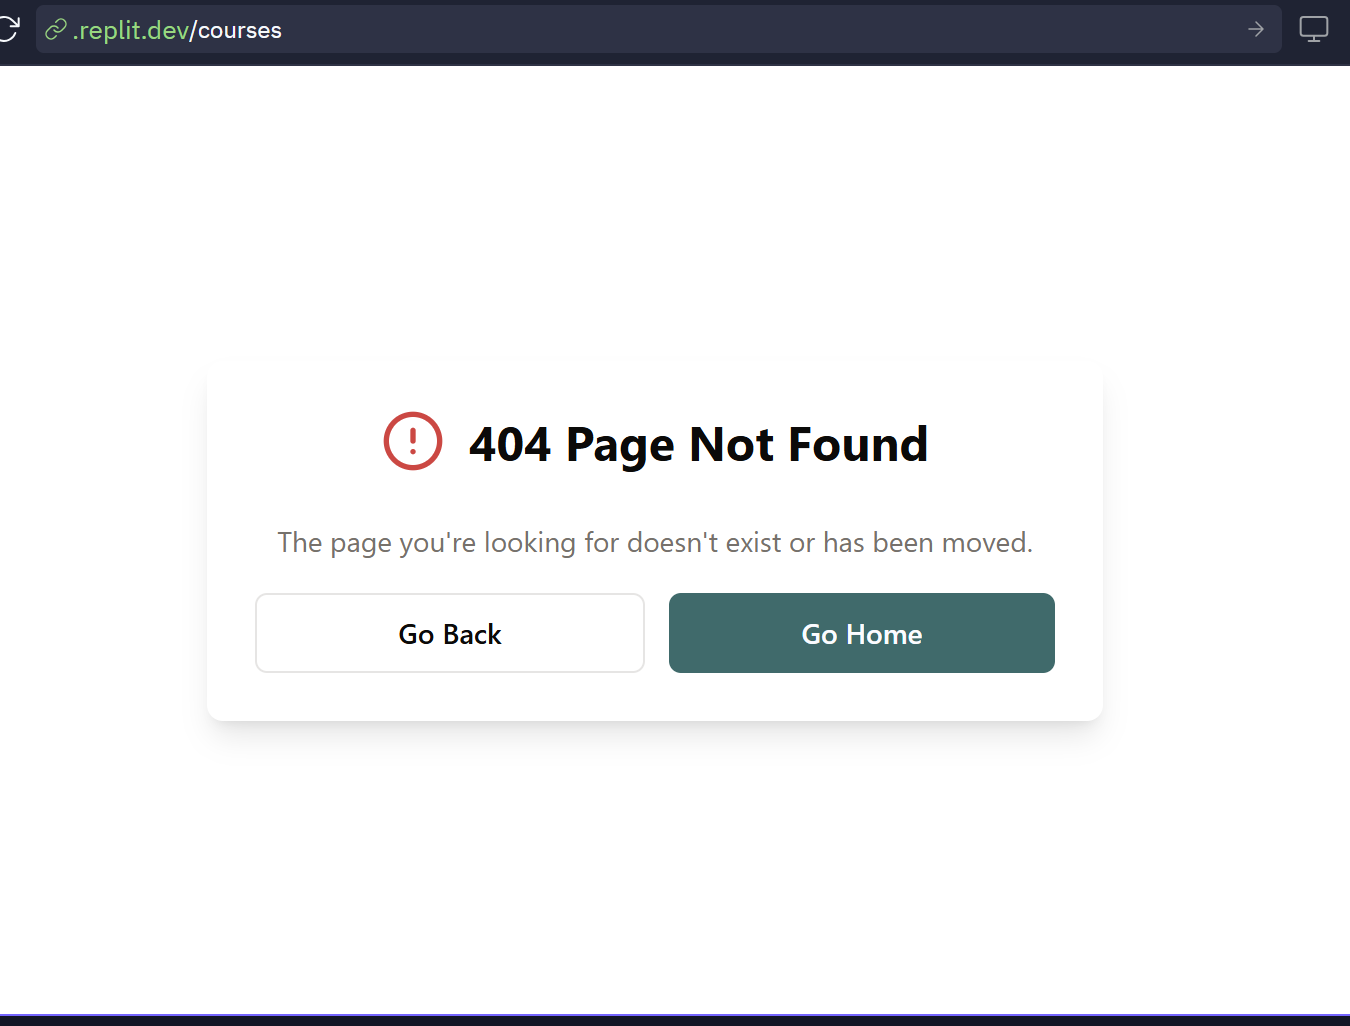 .replit.dev/courses
404 Page Not Found
The page you're looking for doesn't exist or has been moved.
Go Back
Go Home